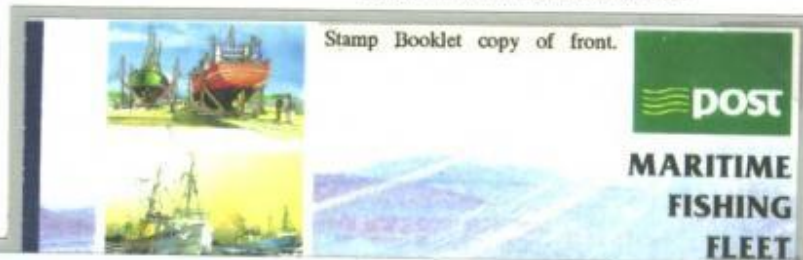 Stamp Booklet copy of front.
post
MARITIME
FISHING
FLEET